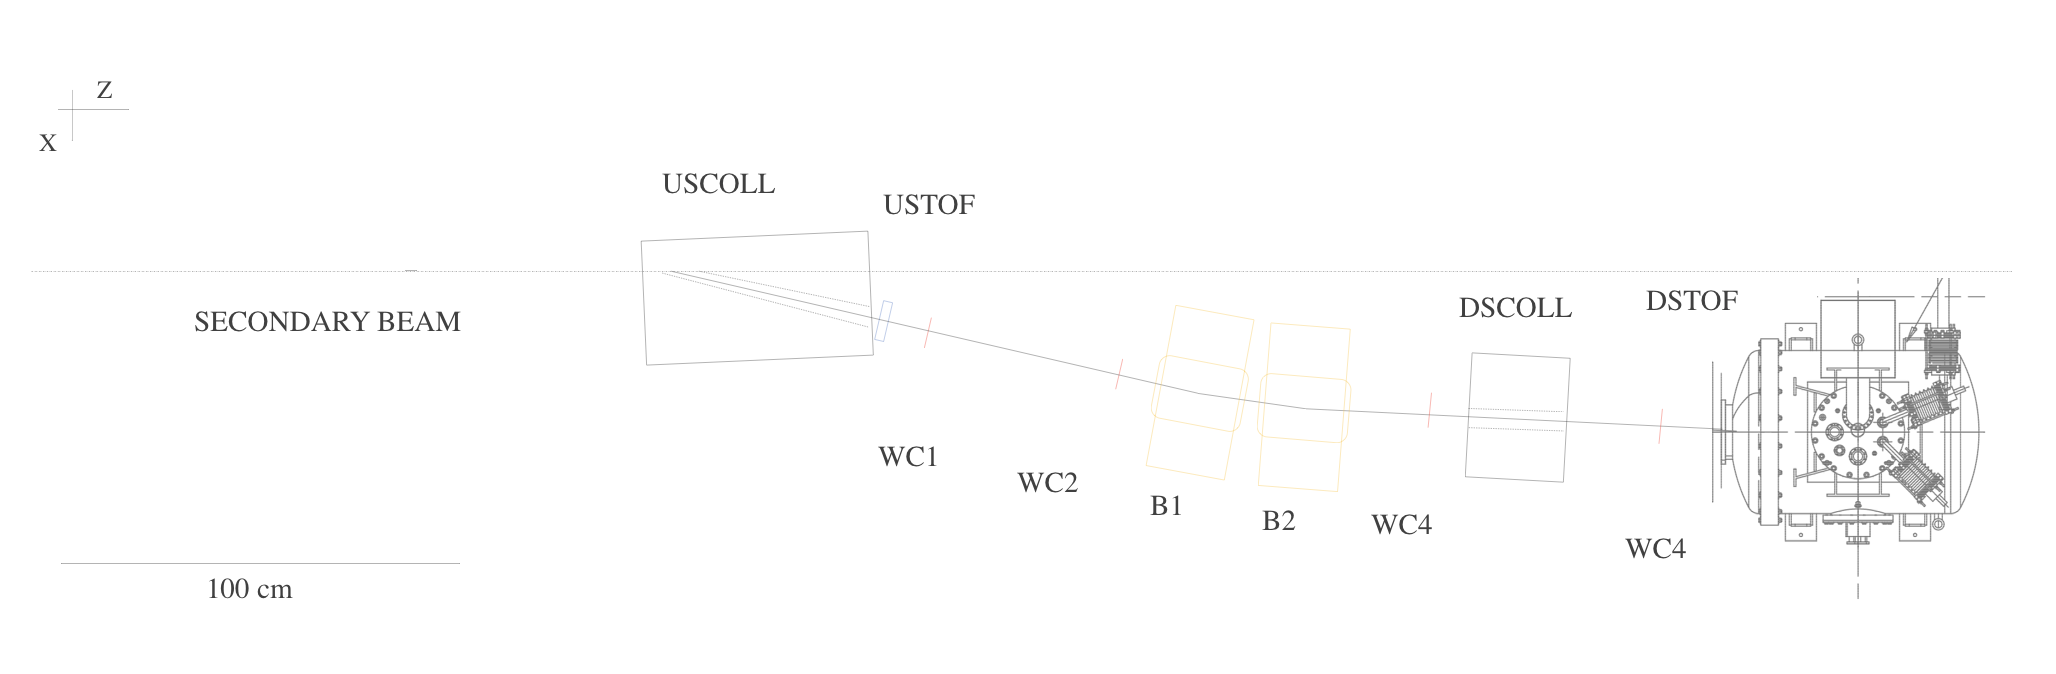 Z
X
USCOLL
USTOF
SECONDARY BEAM
DSCOLL
DSTOF
WC1
WC2
B1
B2
WC4
WC4
100 cm